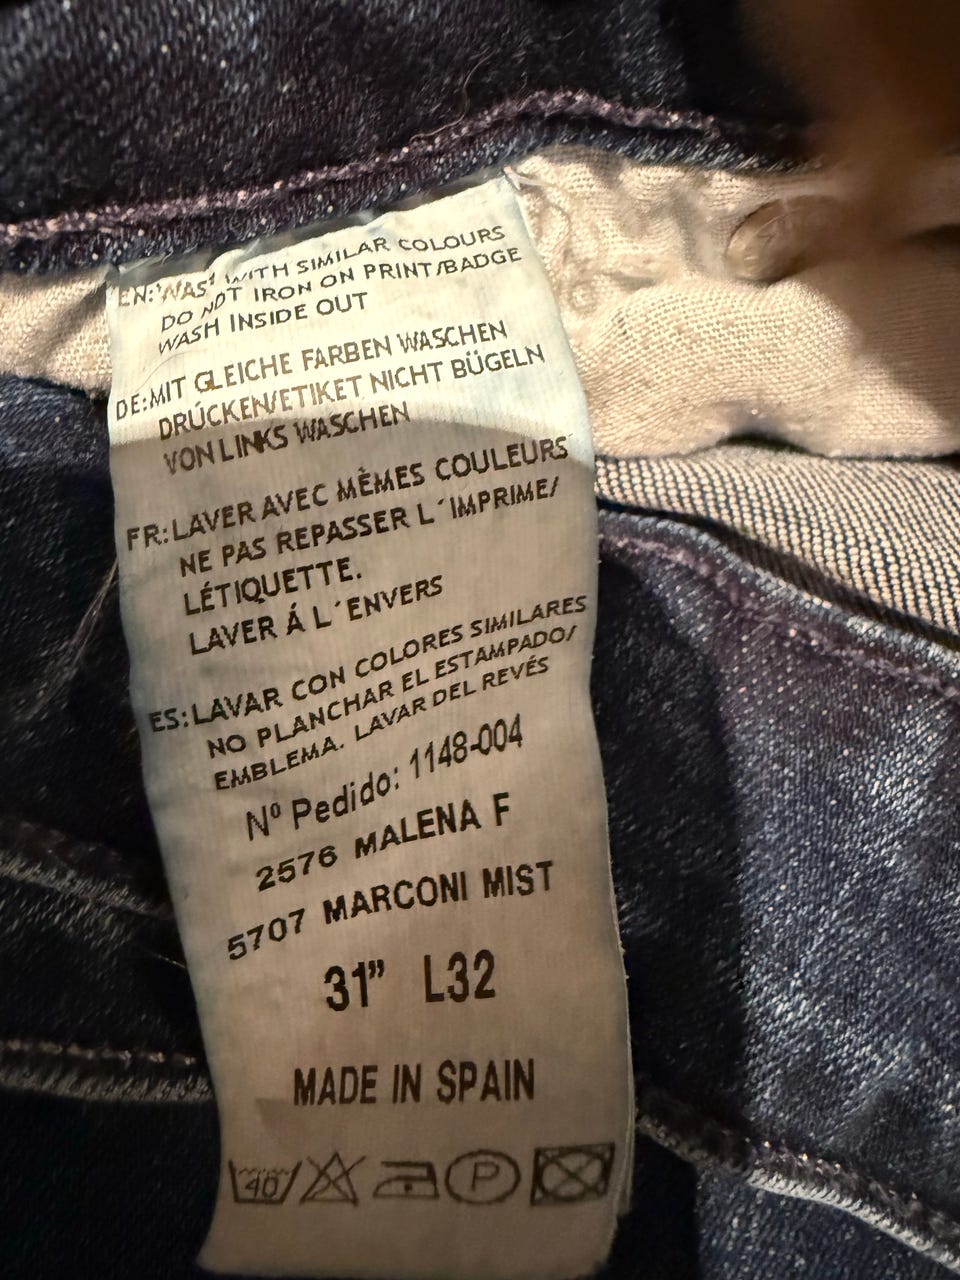 EN: WASH WITH SIMILAR COLOURS
DO NOT IRON ON PRINT/BADGE
WASH INSIDE OUT
DE:MIT GLEICHE FARBEN WASCHEN
DRÚCKEN/ETIKET NICHT BÜGELN
VON LINKS WASCHEN
FR:LAVER AVEC MÊMES COULEURS
NE PAS REPASSER L´IMPRIME/
LÉTIQUETTE.
LAVER Á L´ENVERS
ES:LAVAR CON COLORES SIMILARES
NO PLANCHAR EL ESTAMPADO/
EMBLEMA. LAVAR DEL REVÉS
Nº Pedido: 1148-004
2576 MALENA F
5707 MARCONI MIST
31” L32
MADE IN SPAIN
40 P